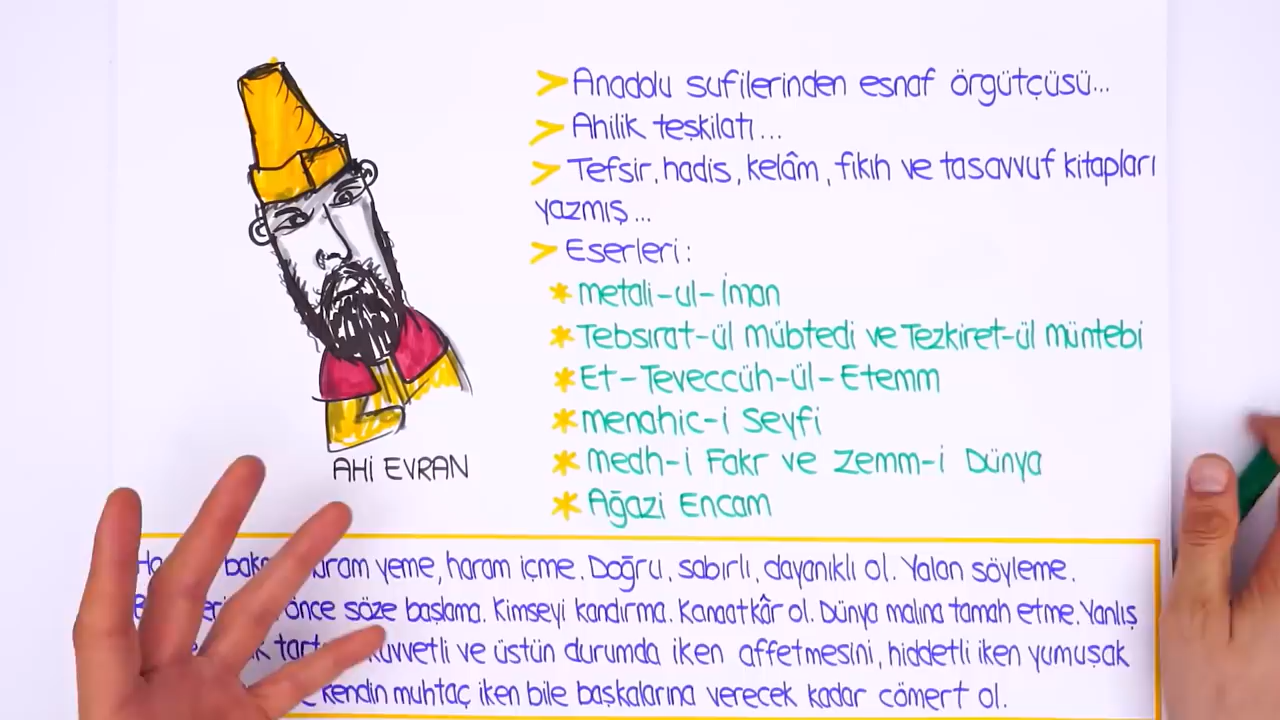 > Anadolu sufilerinden esnaf örgütçüsü...
> Ahilik teşkilatı...
> Tefsir, hadis, kelâm, fıkıh ve tasavvuf kitapları
yazmış...
> Eserleri:
* metali-ul-İman
* Tebsırat-ül mübtedi ve Tezkiret-ül müntebi
* Et-Teveccüh-ül-Etemm
* menahic-i Seyfi
* medh-i Fakr ve Zemm-i Dünya
* Ağazi Encam
AHİ EVRAN
yeme, haram içme. Doğru, sabırlı, dayanıklı ol. Yalan söyleme.
önce söze başlama. Kimseyi kandırma. Kanaatkâr ol. Dünya malına tamah etme. Yanlış
kuvvetli ve üstün durumda iken affetmesini, hiddetli iken yumuşak
kendin muhtaç iken bile başkalarına verecek kadar cömert ol.